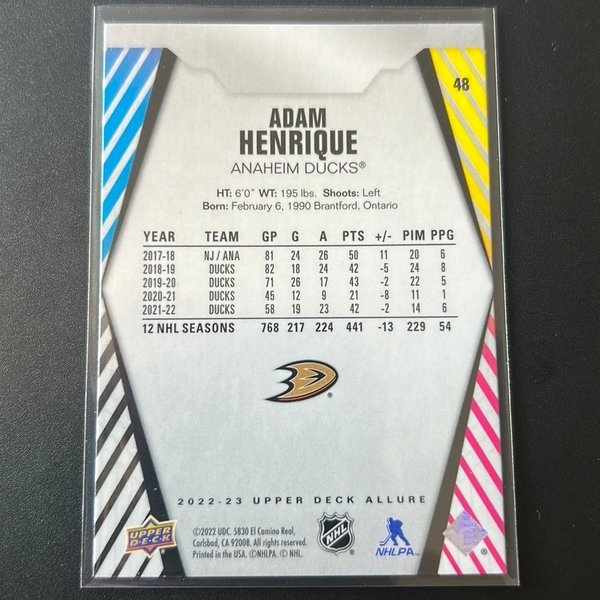 48
ADAM
HENRIQUE
ANAHEIM DUCKS®
HT: 6'0" WT: 195 lbs. Shoots: Left
Born: February 6, 1990 Brantford, Ontario
YEAR TEAM GP G A PTS +/- PIM PPG
2017-18 NJ / ANA 81 24 26 50 11 20 6
2018-19 DUCKS 82 18 24 42 -5 24 8
2019-20 DUCKS 71 26 17 43 -2 22 5
2020-21 DUCKS 45 12 9 21 -8 11 1
2021-22 DUCKS 58 19 23 42 -2 14 6
12 NHL SEASONS 768 217 224 441 -13 229 54
®
2022-23 UPPER DECK ALLURE
UPPER DECK
©2022 UDC. 5830 El Camino Real,
Carlsbad, CA 92008. All rights reserved.
Printed in the USA. ©NHLPA. © NHL.
NHL
NHLPA
®